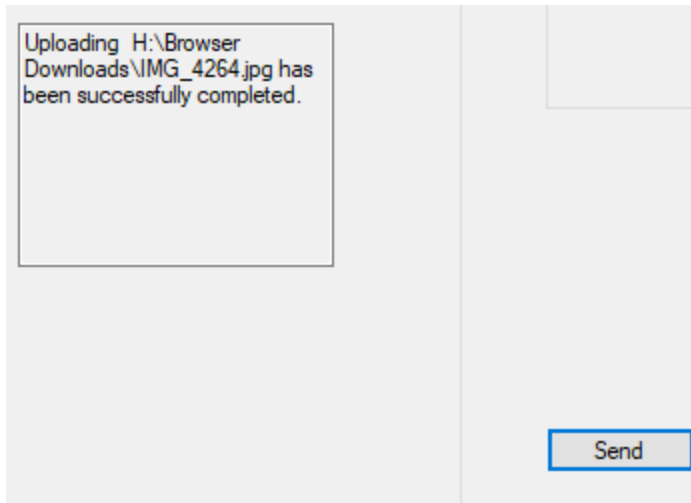 Uploading  H:\Browser
Downloads\IMG_4264.jpg has
been successfully completed.
Send